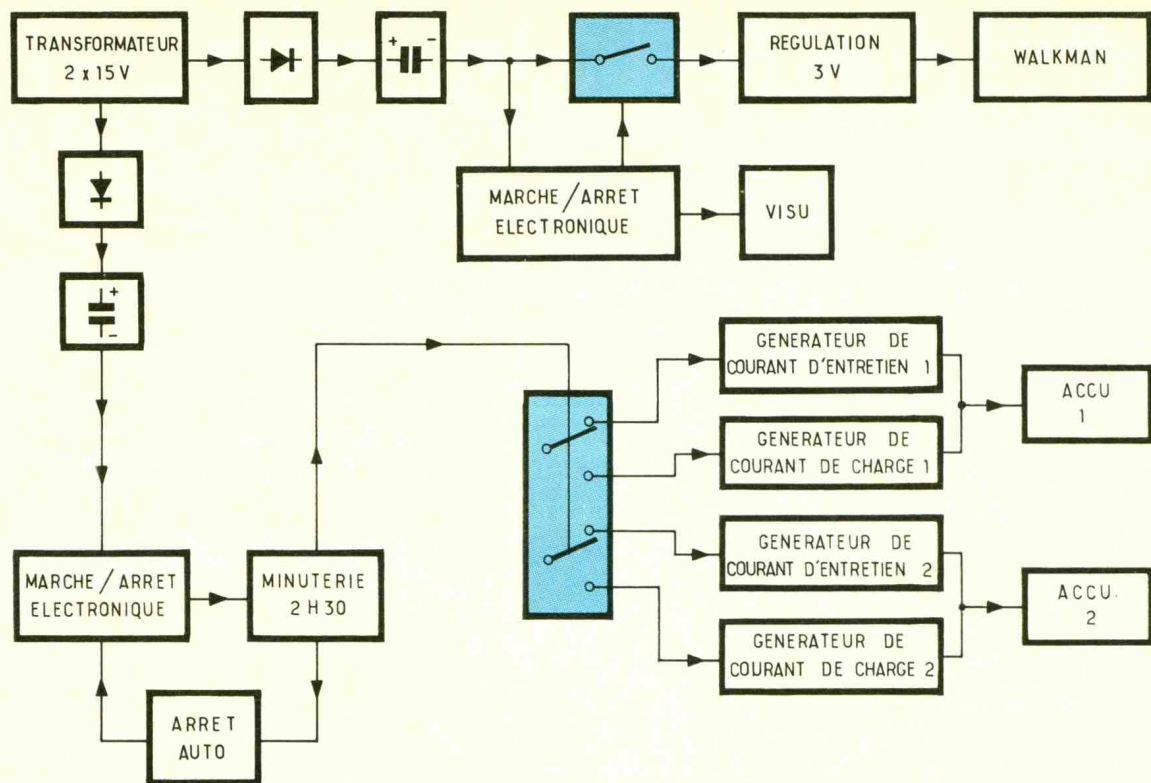 TRANSFORMATEUR
2 x 15 V
+ -
REGULATION
3 V
WALKMAN
MARCHE / ARRET
ELECTRONIQUE
VISU
+
-
GENERATEUR DE
COURANT D'ENTRETIEN 1
ACCU
1
GENERATEUR DE
COURANT DE CHARGE 1
GENERATEUR DE
COURANT D'ENTRETIEN 2
ACCU.
2
GENERATEUR DE
COURANT DE CHARGE 2
MARCHE / ARRET
ELECTRONIQUE
MINUTERIE
2 H 30
ARRET
AUTO